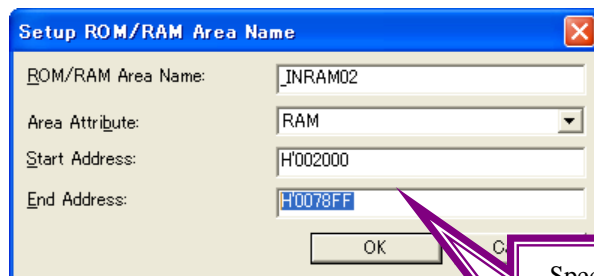 Setup ROM/RAM Area Name
ROM/RAM Area Name: _INRAM02
Area Attribute: RAM
Start Address: H'002000
End Address: H'0078FF
OK